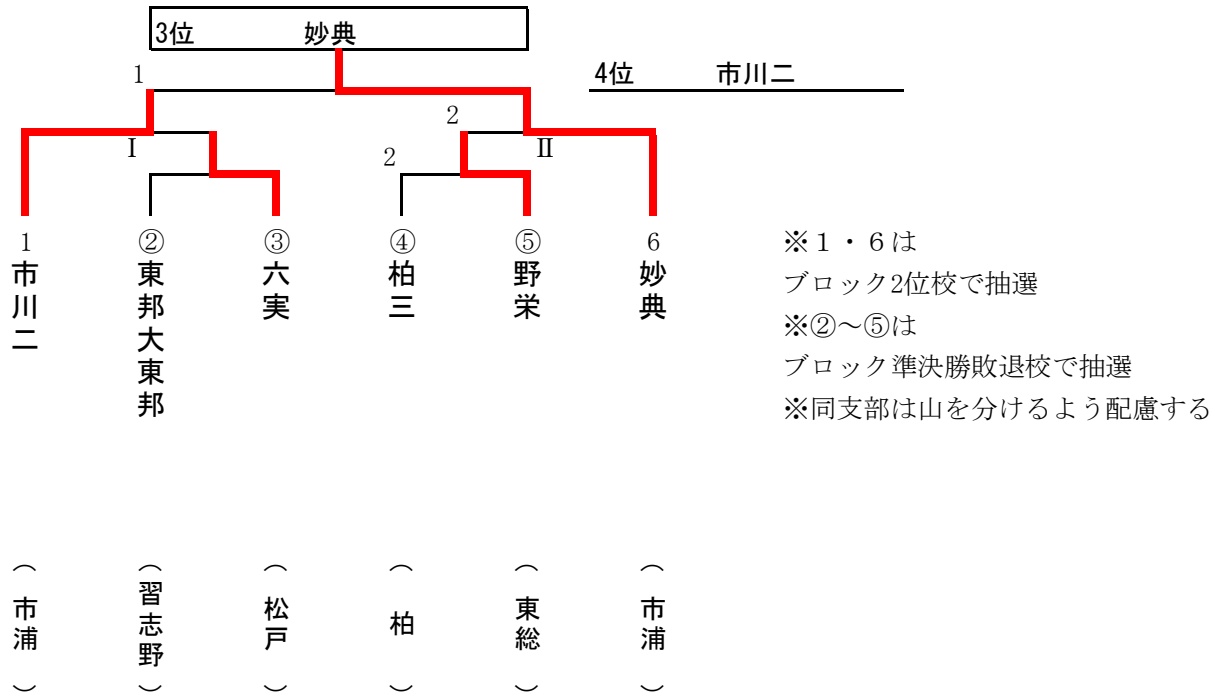 3位 妙典
4位 市川二
1
2
Ⅰ
2
Ⅱ
1
②
③
④
⑤
6
市川二
東邦大東邦
六実
柏三
野栄
妙典
※１・６は
ブロック2位校で抽選
※②～⑤は
ブロック準決勝敗退校で抽選
※同支部は山を分けるよう配慮する
（市浦）
（習志野）
（松戸）
（柏）
（東総）
（市浦）